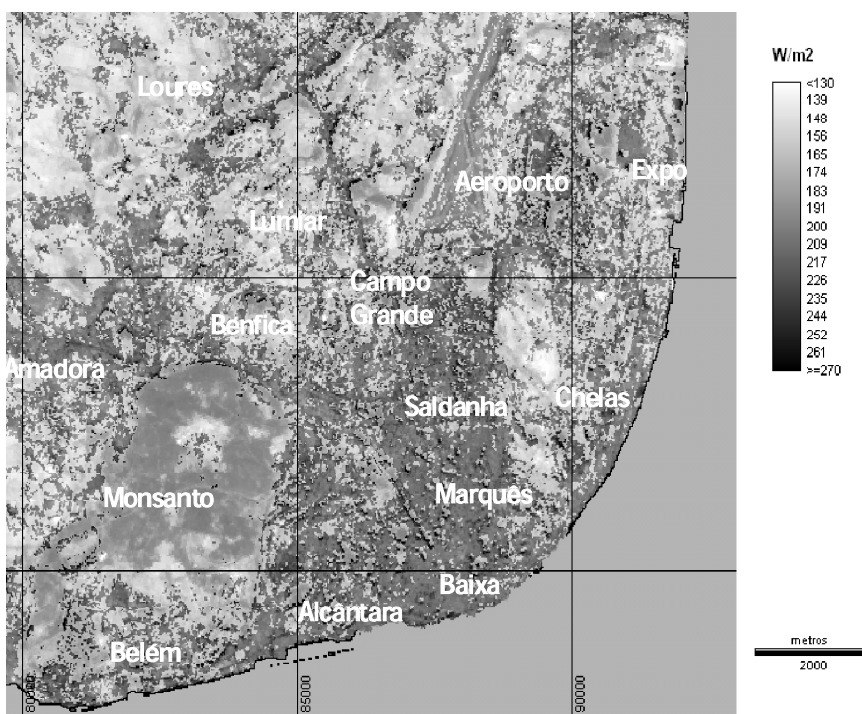 W/m2
<130
139
148
156
165
174
183
191
200
209
217
226
235
244
252
261
>=270
Loures
Aeroporto
Expo
Lumiar
Campo
Grande
Benfica
Amadora
Saldanha
Chelas
Monsanto
Marquês
Baixa
Alcântara
Belém
80000
85000
90000
metros
2000